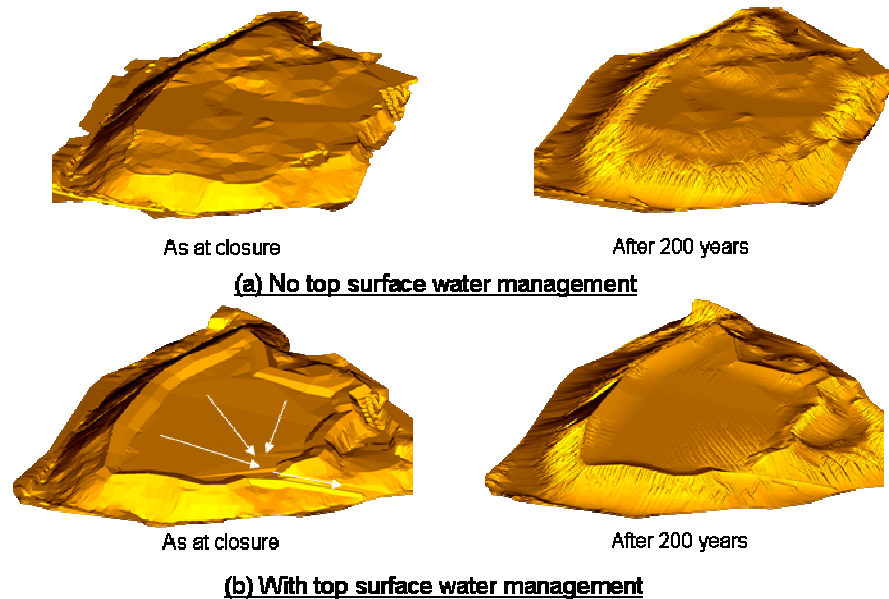 As at closure
After 200 years
(a) No top surface water management
As at closure
After 200 years
(b) With top surface water management